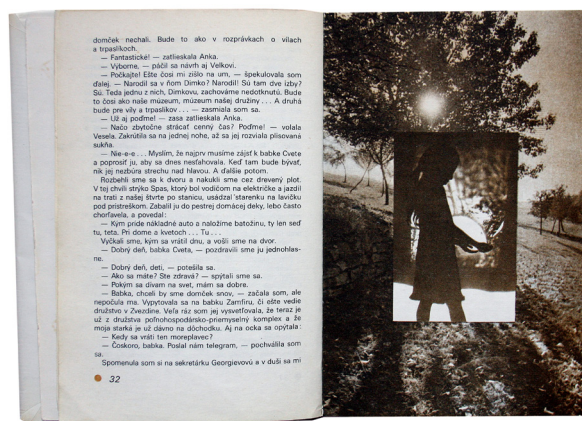 domček nechali. Bude to ako v rozprávkach o vílach
a trpaslíkoch.
— Fantastické! — zatlieskala Anka.
— Výborne, — páčil sa návrh aj Velkovi.
— Počkajte! Ešte čosi mi zišlo na um, — špekulovala som
ďalej. — Narodil sa v ňom Dimko? Narodil! Sú tam dve izby?
Sú. Teda jednu z nich, Dimkovu, zachováme nedotknutú. Bude
to čosi ako naše múzeum, múzeum našej družiny... A druhá
bude pre víly a trpaslíkov... — zasmiala som sa.
— Už aj poďme! — zasa zatlieskala Anka.
— Načo zbytočne strácať cenný čas? Poďme! — volala
Vesela. Zakrútila sa na jednej nohe, až sa jej rozviala plisovaná
sukňa.
— Nie-e-e... Myslím, že najprv musíme zájsť k babke Cvete
a poprosiť ju, aby sa dnes nesťahovala. Keď tam bude bývať,
nik jej nezbúra strechu nad hlavou. A ďalšie potom.
Rozbehli sme sa k dvoru a nakukli sme cez drevený plot.
V tej chvíli strýko Spas, ktorý bol vodičom na električke a jazdil
na trati z našej štvrte po stanicu, usádzal starenku na lavičku
pod prístreškom. Zabalil ju do pestrej domácej deky, lebo často
chorľavela, a povedal:
— Kým príde nákladné auto a naložíme batožinu, ty len seď
tu, teta. Pri dome a kvetoch... Tu...
Vyčkali sme, kým sa vrátil dnu, a vošli sme na dvor.
— Dobrý deň, babka Cveta, — pozdravili sme ju jednohlas-
ne.
— Dobrý deň, deti, — potešila sa.
— Ako sa máte? Ste zdravá? — spýtali sme sa.
— Pokým sa dívam na svet, mám sa dobre.
— Babka, chceli by sme domček snov, — začala som, ale
nepočula ma. Vypytovala sa na babku Zamfiru, či ešte vedie
družstvo v Zvezdine. Veľa ráz som jej vysvetľovala, že teraz je
už z družstva poľnohospodársko-priemyselný komplex a že
moja starká je už dávno na dôchodku. Aj na ocka sa opýtala:
— Kedy sa vráti ten moreplavec?
— Čoskoro, babka. Poslal nám telegram, — pochválila som
sa.
Spomenula som si na sekretárku Georgievovú a v duši sa mi
32